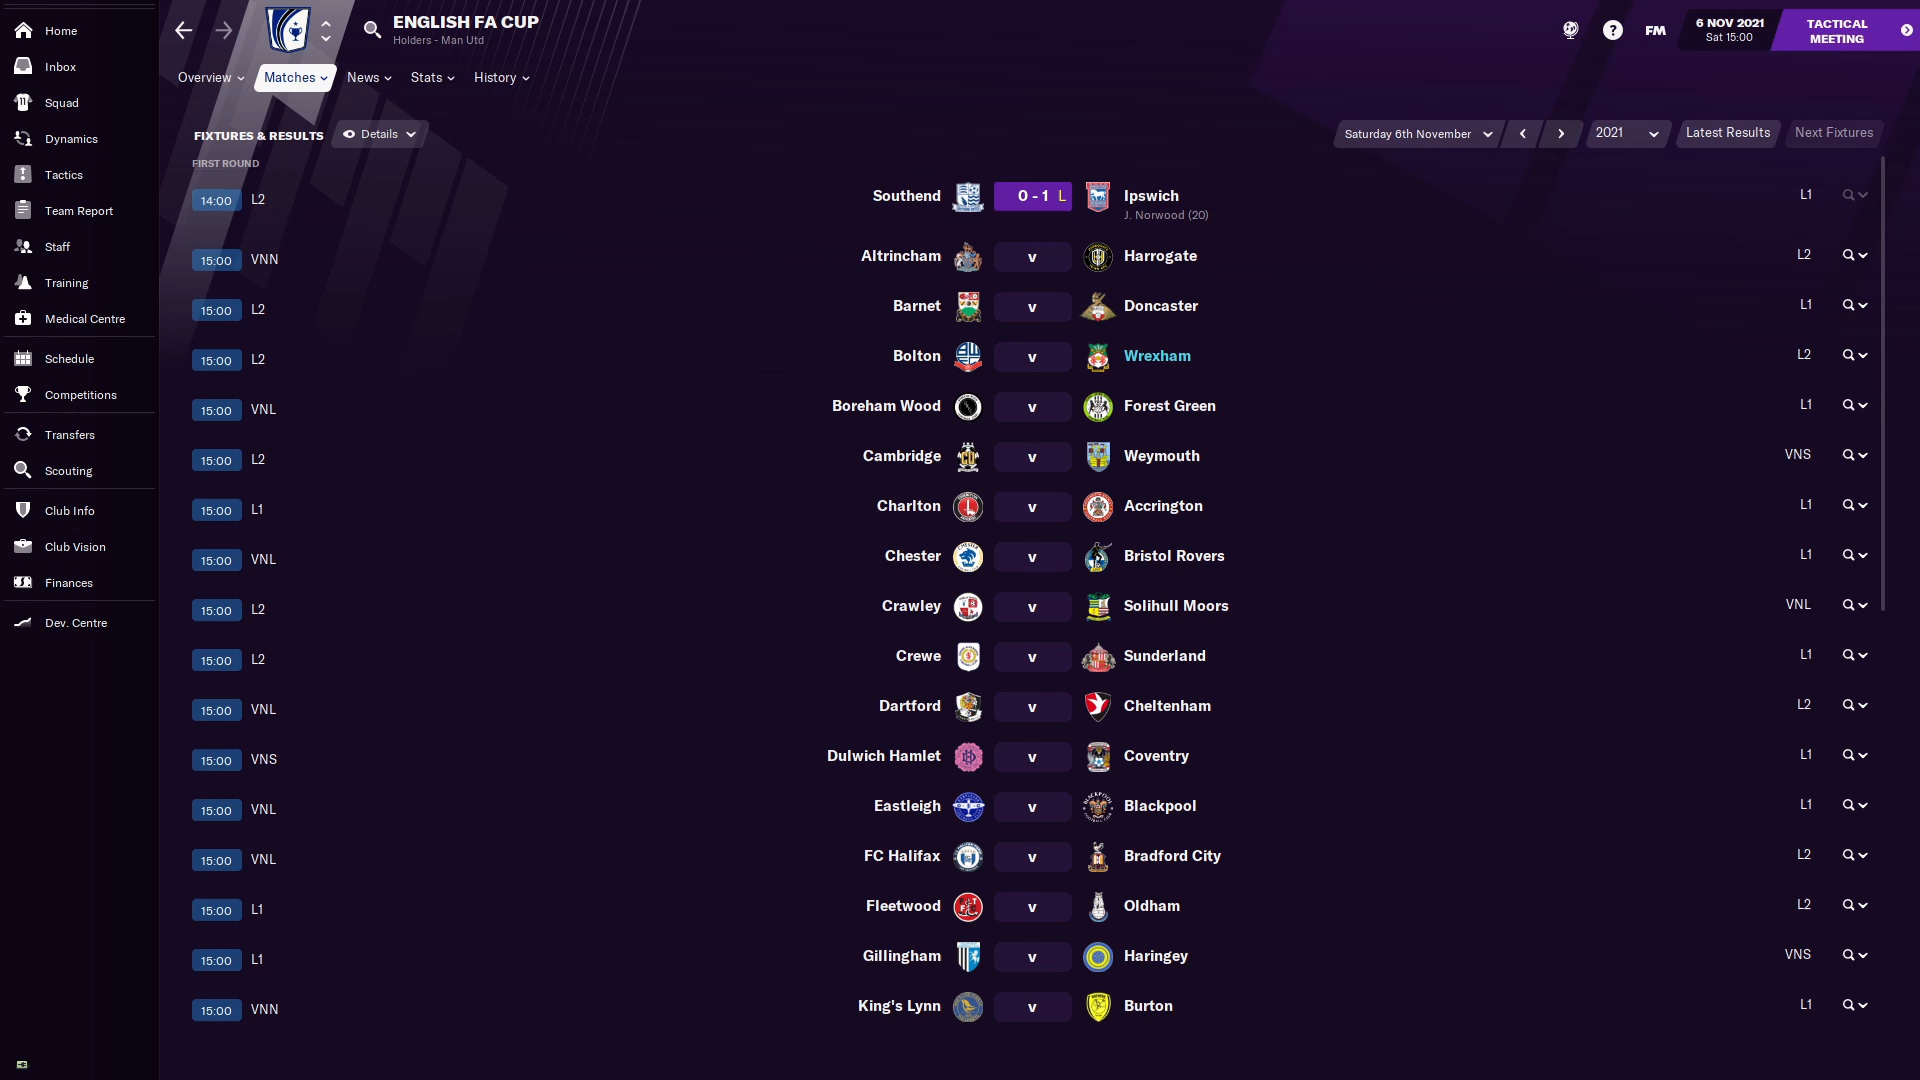 Home
Inbox
Squad
Dynamics
Tactics
Team Report
Staff
Training
Medical Centre
Schedule
Competitions
Transfers
Scouting
Club Info
Club Vision
Finances
Dev. Centre
ENGLISH FA CUP
Holders - Man Utd
FM
6 NOV 2021
Sat 15:00
TACTICAL
MEETING
Overview Matches News Stats History
FIXTURES & RESULTS Details
Saturday 6th November 2021 Latest Results Next Fixtures
FIRST ROUND
14:00 L2 Southend 0 - 1 L Ipswich L1
J. Norwood (20)
15:00 VNN Altrincham v Harrogate L2
15:00 L2 Barnet v Doncaster L1
15:00 L2 Bolton v Wrexham L2
15:00 VNL Boreham Wood v Forest Green L1
15:00 L2 Cambridge v Weymouth VNS
15:00 L1 Charlton v Accrington L1
15:00 VNL Chester v Bristol Rovers L1
15:00 L2 Crawley v Solihull Moors VNL
15:00 L2 Crewe v Sunderland L1
15:00 VNL Dartford v Cheltenham L2
15:00 VNS Dulwich Hamlet v Coventry L1
15:00 VNL Eastleigh v Blackpool L1
15:00 VNL FC Halifax v Bradford City L2
15:00 L1 Fleetwood v Oldham L2
15:00 L1 Gillingham v Haringey VNS
15:00 VNN King's Lynn v Burton L1